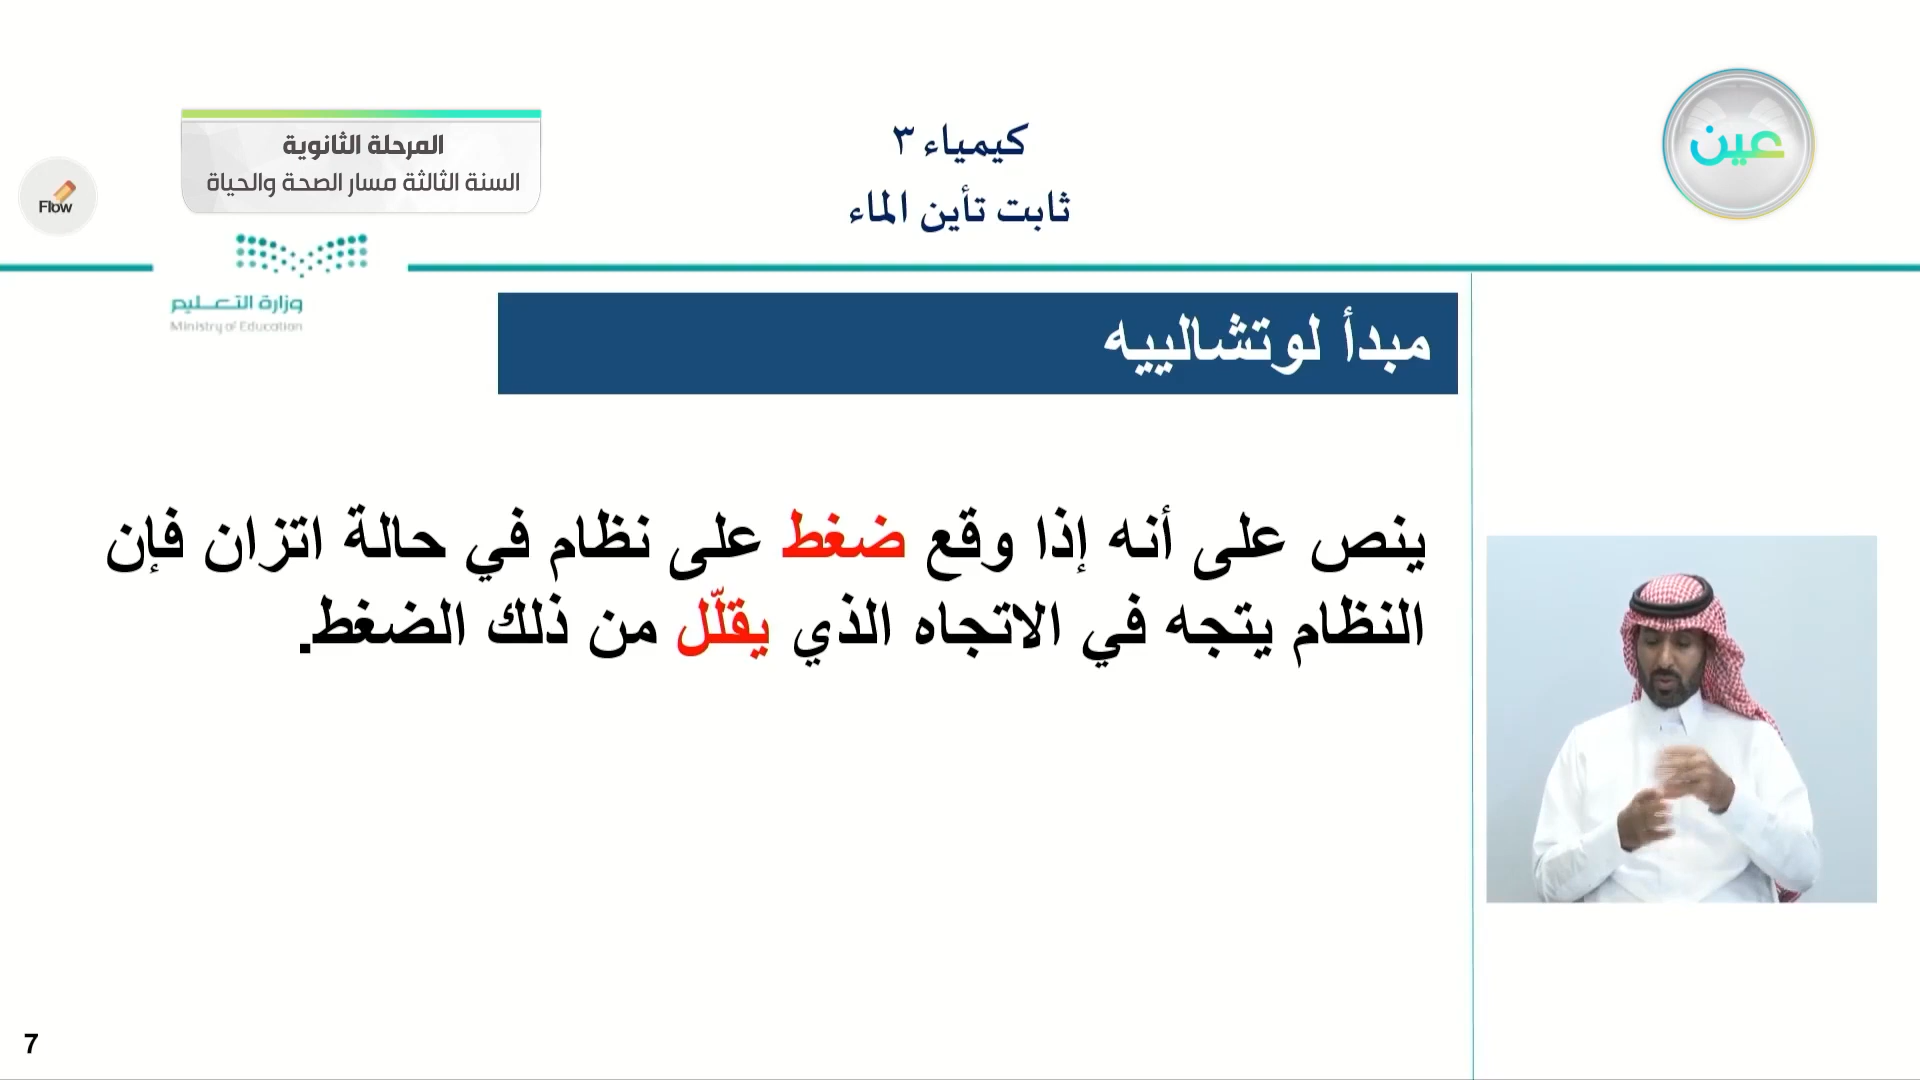 عين
كيمياء ٣
ثابت تأين الماء
المرحلة الثانوية
السنة الثالثة مسار الصحة والحياة
Flow
وزارة التعليم
Ministry of Education
مبدأ لوتشالييه
ينص على أنه إذا وقع ضغط على نظام في حالة اتزان فإن
النظام يتجه في الاتجاه الذي يقلّل من ذلك الضغط.
7